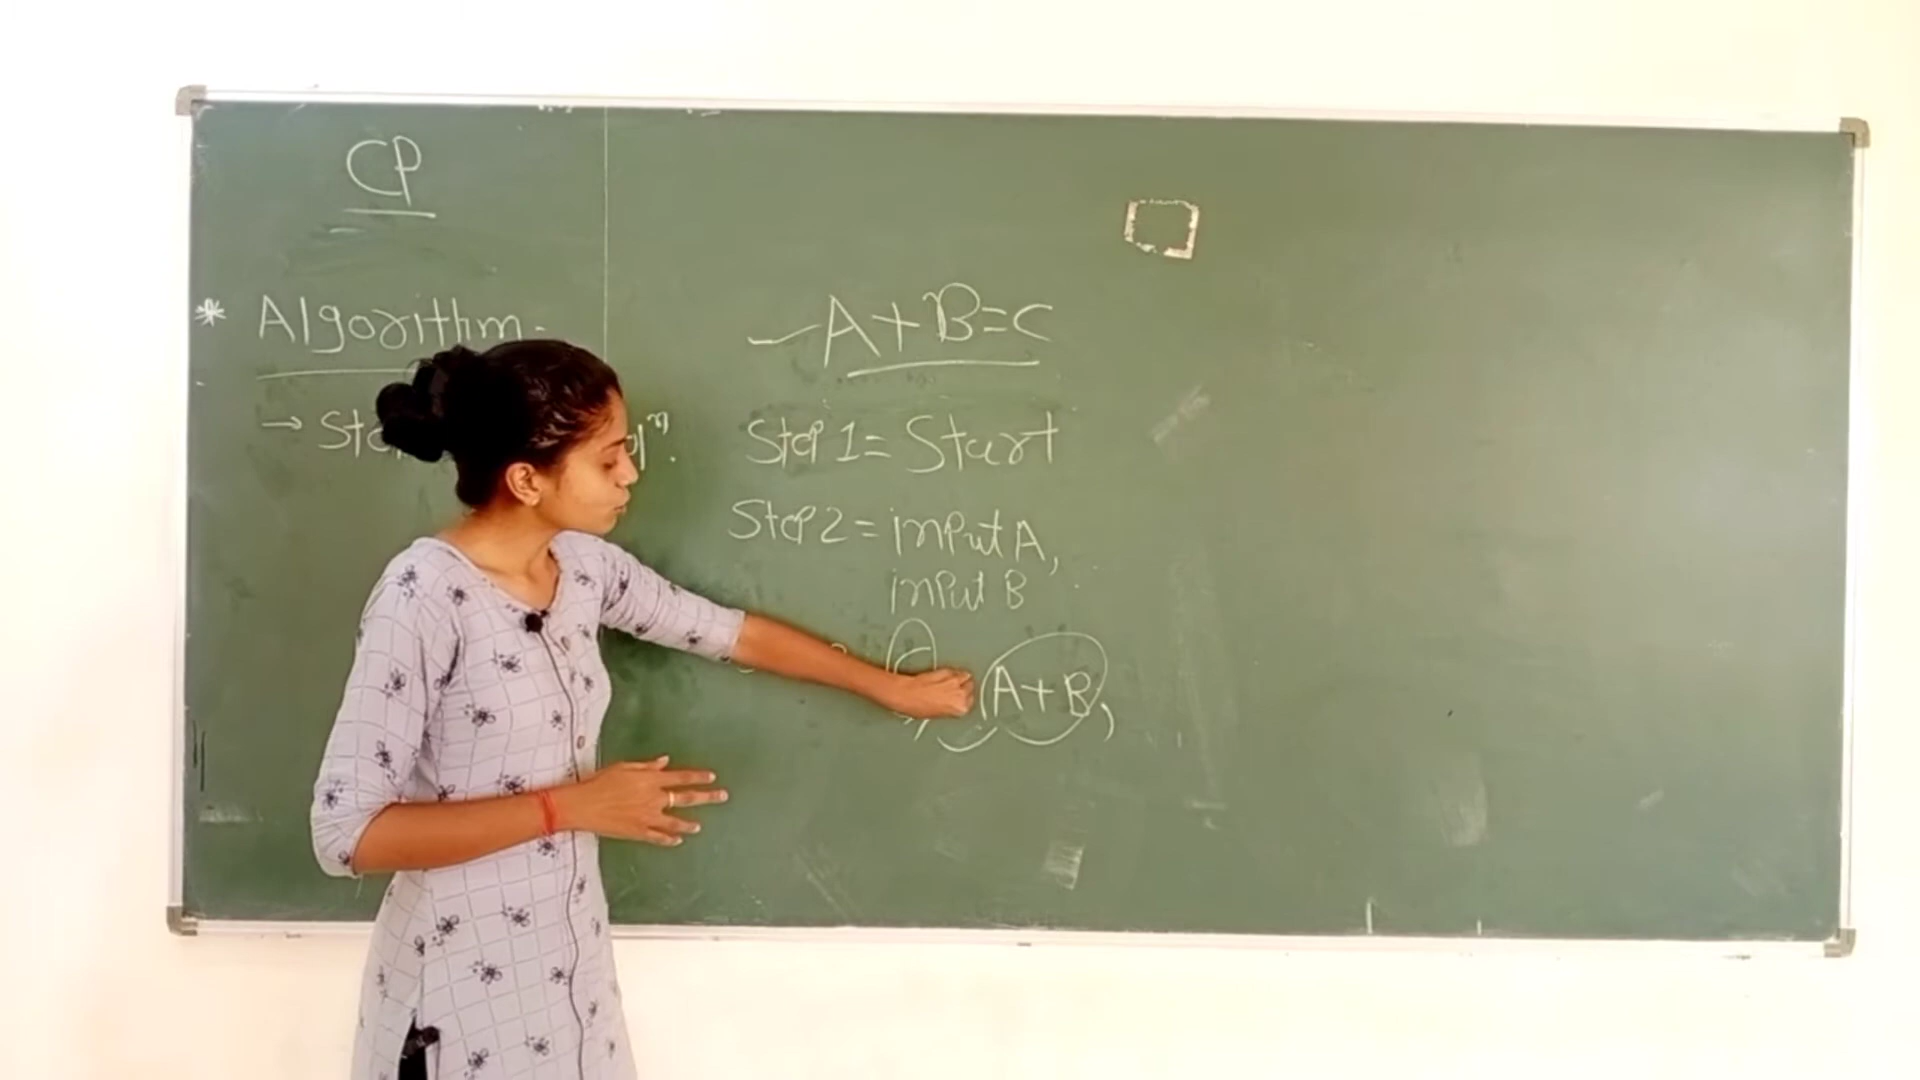 CP
* Algorithm -
→
A+B=C
Step 1 = Start
Step 2 = input A,
input B
C
A+B,